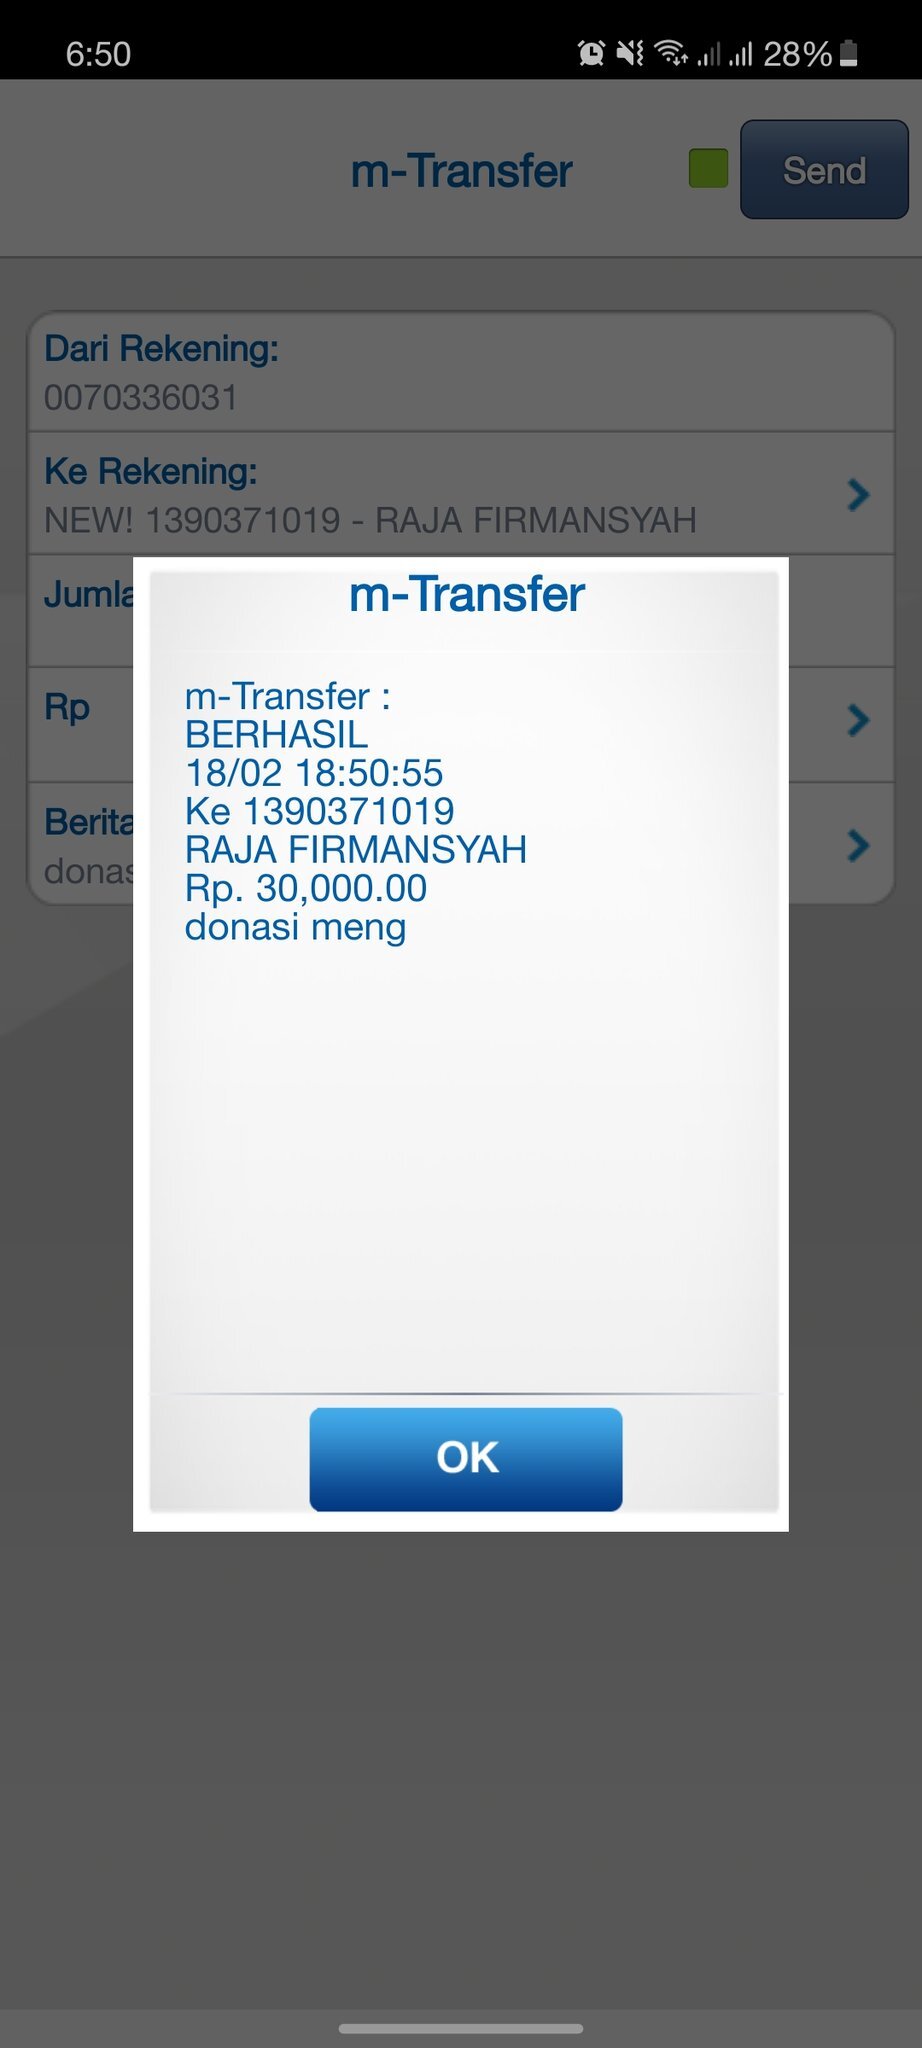 6:50
28%
m-Transfer
Send
Dari Rekening:
0070336031
Ke Rekening:
NEW! 1390371019 - RAJA FIRMANSYAH
Jumla
Rp
Berita
donas
m-Transfer
m-Transfer :
BERHASIL
18/02 18:50:55
Ke 1390371019
RAJA FIRMANSYAH
Rp. 30,000.00
donasi meng
OK